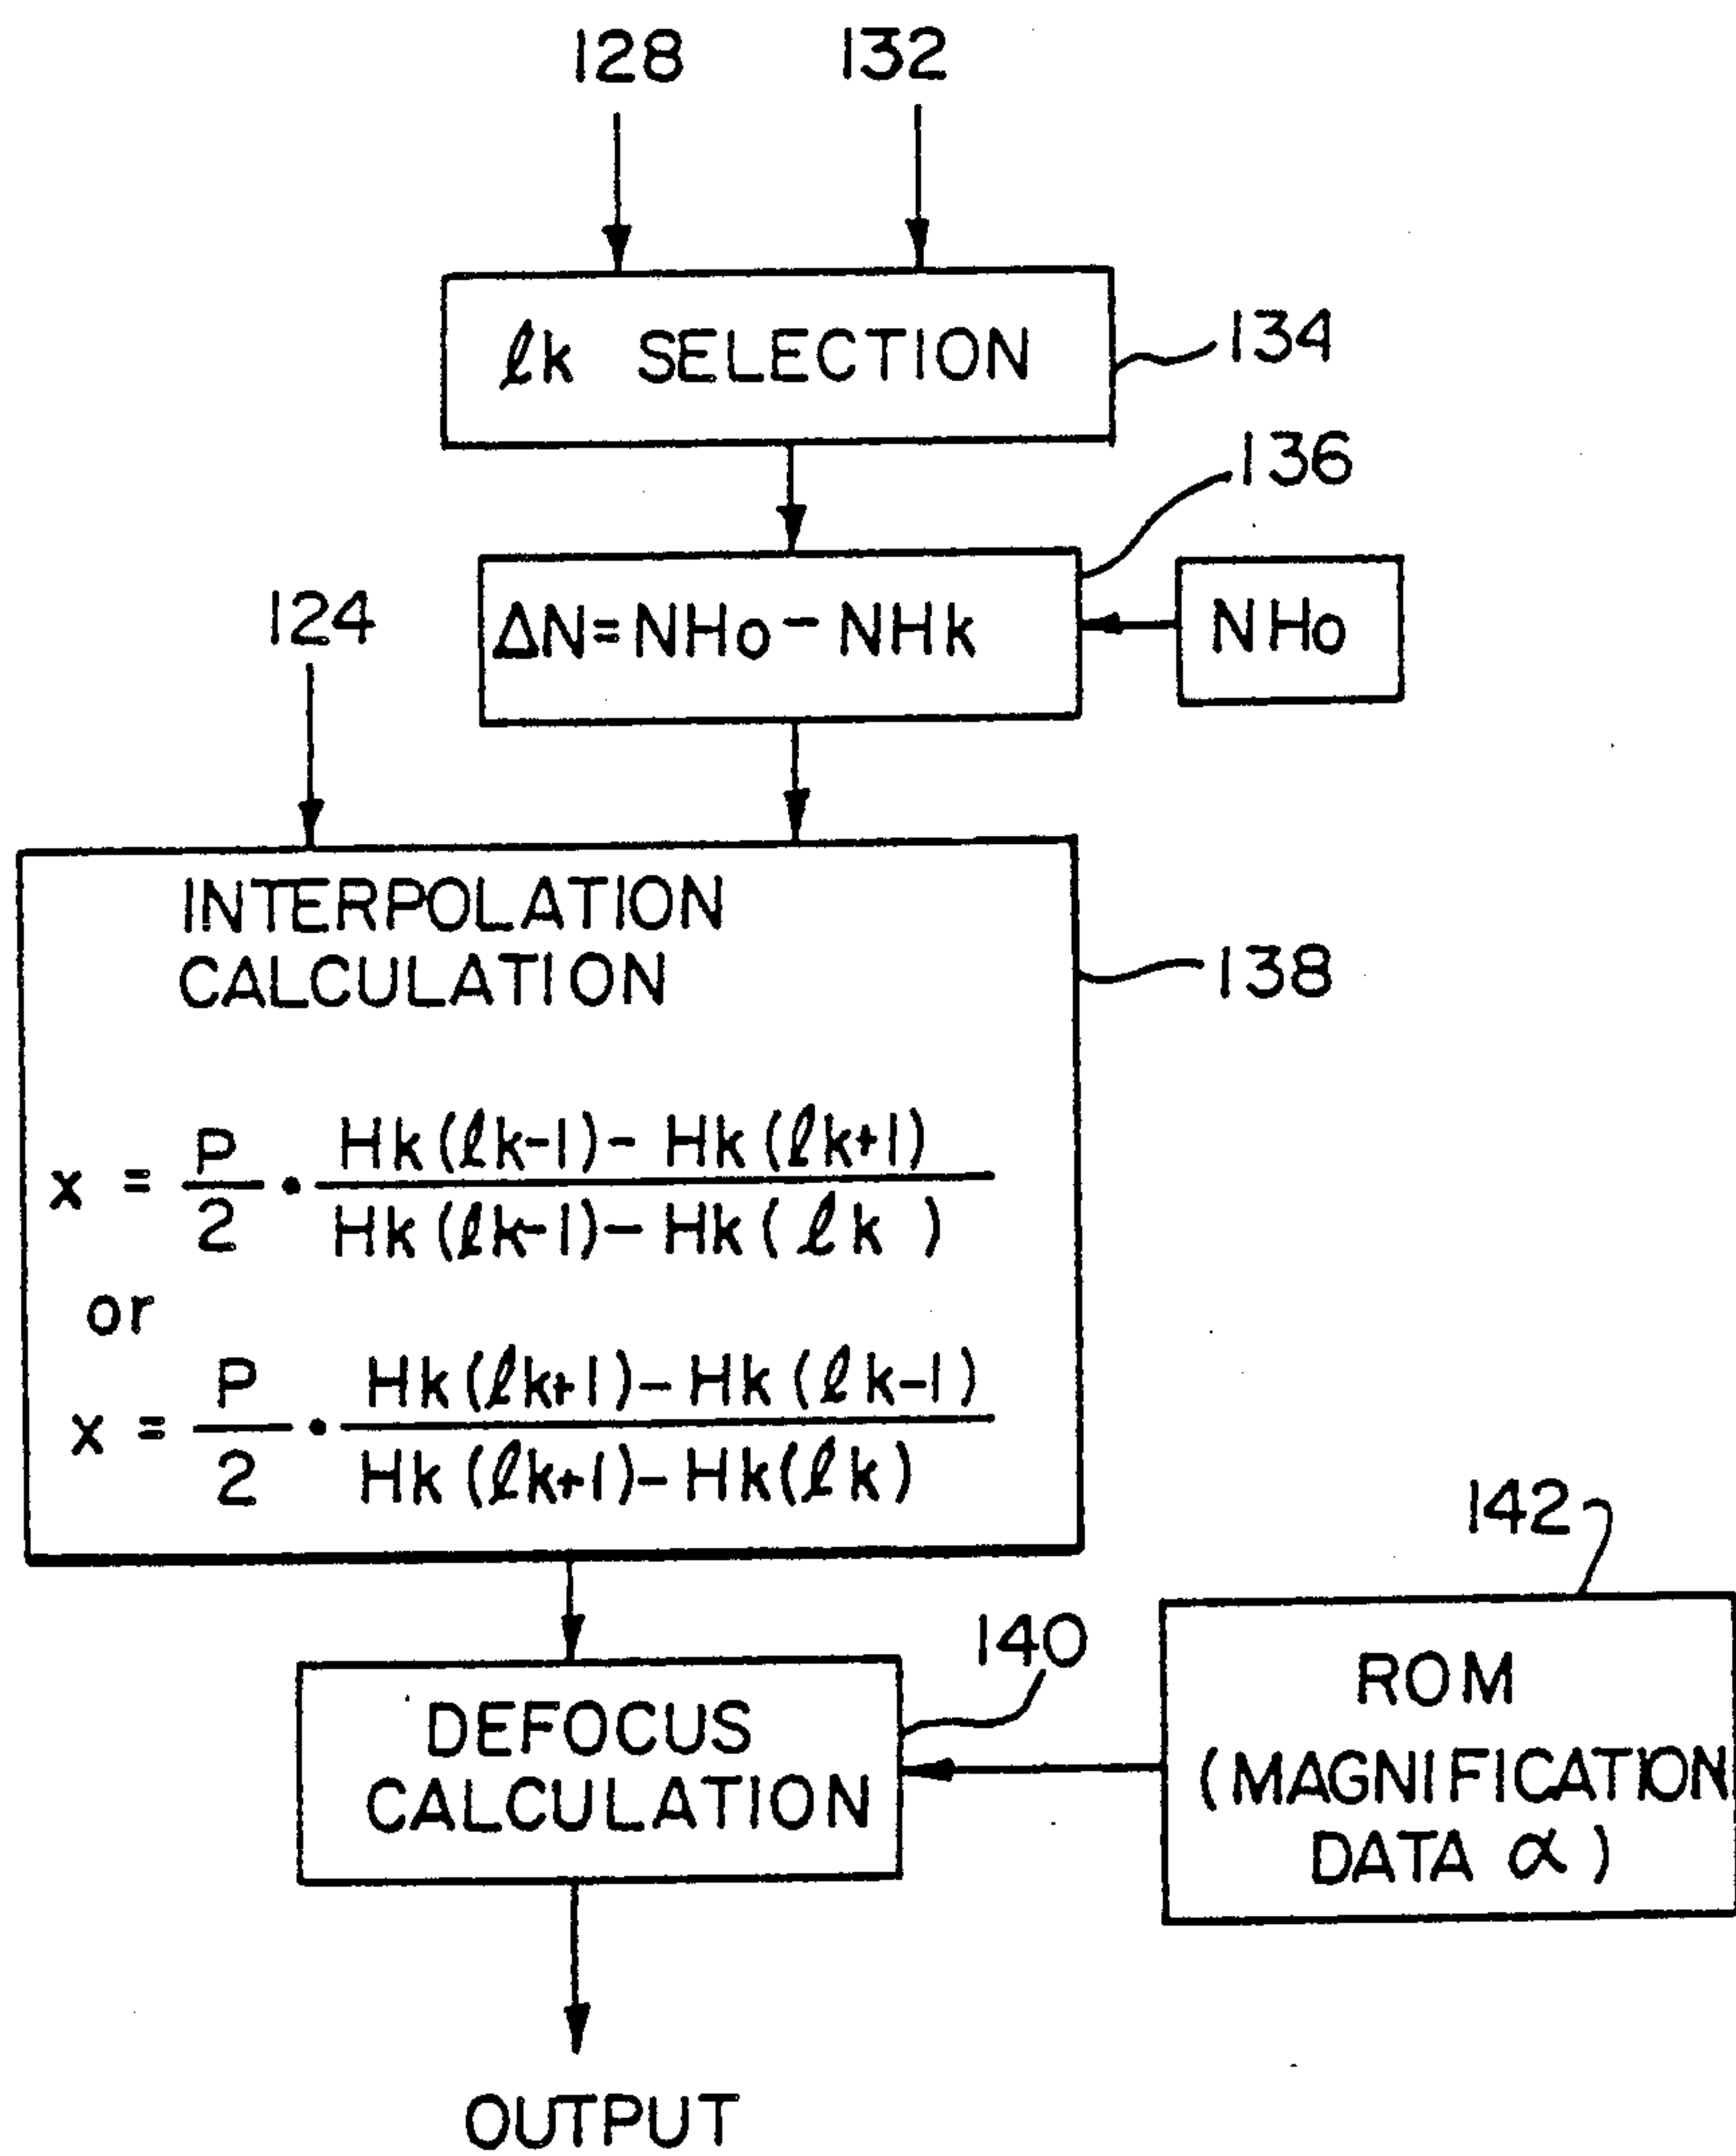 128 132
ℓk SELECTION
134
136
ΔN=NHo-NHk
NHo
124
INTERPOLATION
CALCULATION
138
x = P/2 · Hk(ℓk-1)-Hk(ℓk+1) / Hk(ℓk-1)-Hk(ℓk)
or
x = P/2 · Hk(ℓk+1)-Hk(ℓk-1) / Hk(ℓk+1)-Hk(ℓk)
142
140
DEFOCUS
CALCULATION
ROM
(MAGNIFICATION
DATA α)
OUTPUT